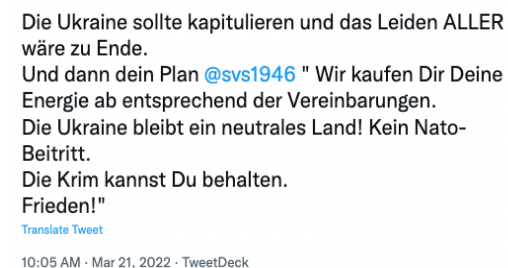 Die Ukraine sollte kapitulieren und das Leiden ALLER
wäre zu Ende.
Und dann dein Plan @svs1946 " Wir kaufen Dir Deine
Energie ab entsprechend der Vereinbarungen.
Die Ukraine bleibt ein neutrales Land! Kein Nato-
Beitritt.
Die Krim kannst Du behalten.
Frieden!"
Translate Tweet
10:05 AM · Mar 21, 2022 · TweetDeck